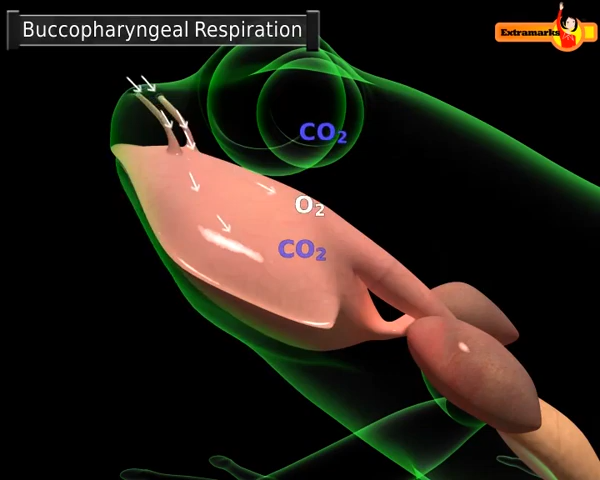 Buccopharyngeal Respiration
Extramarks
CO₂
O₂
CO₂